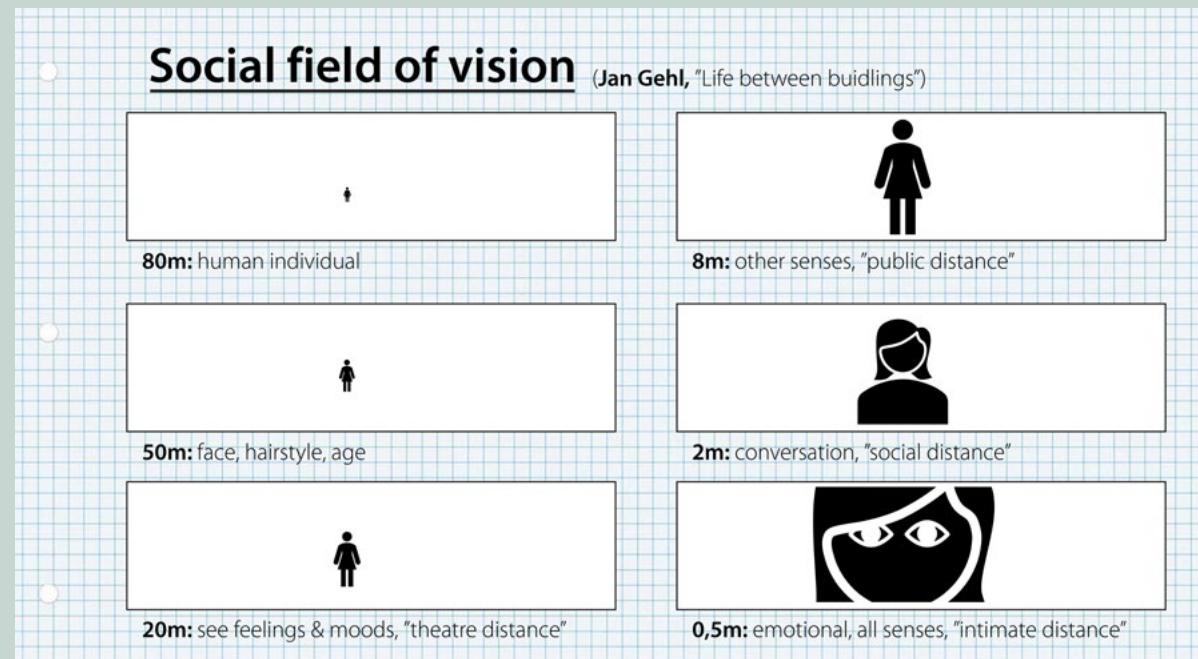 Social field of vision (Jan Gehl, "Life between buidlings")
80m: human individual
50m: face, hairstyle, age
20m: see feelings & moods, "theatre distance"
8m: other senses, "public distance"
2m: conversation, "social distance"
0,5m: emotional, all senses, "intimate distance"